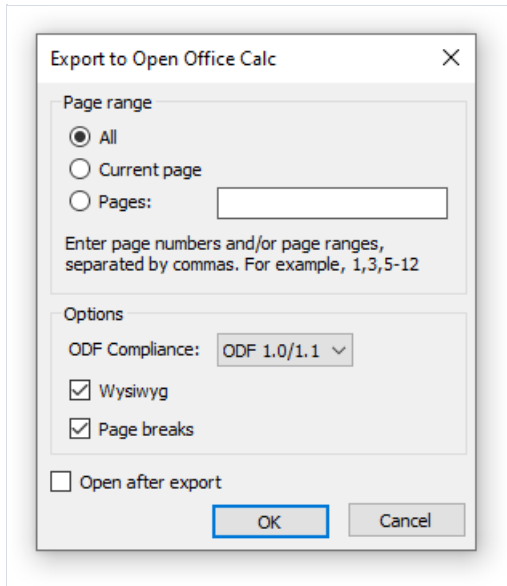 Export to Open Office Calc
Page range
All
Current page
Pages:
Enter page numbers and/or page ranges,
separated by commas. For example, 1,3,5-12
Options
ODF Compliance: ODF 1.0/1.1
Wysiwyg
Page breaks
Open after export
OK Cancel